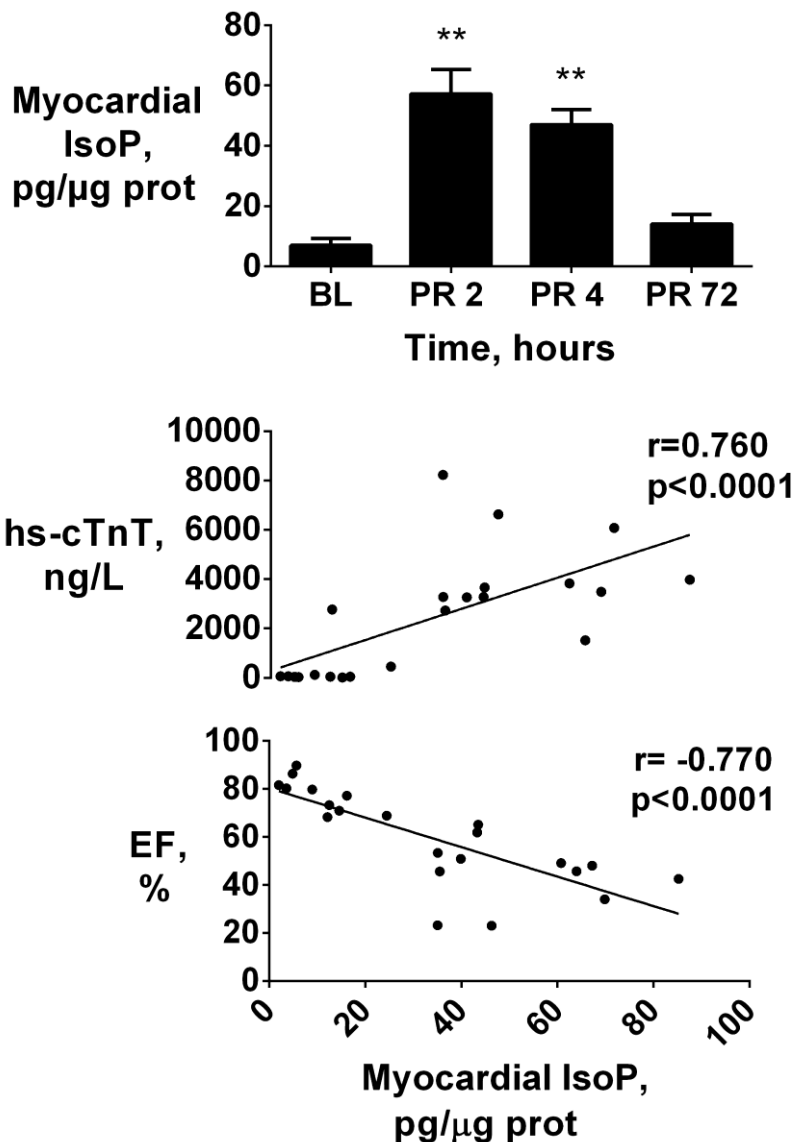 80
60
40
20
0
Myocardial
IsoP,
pg/µg prot
**
**
BL PR 2 PR 4 PR 72
Time, hours
10000
8000
6000
4000
2000
0
hs-cTnT,
ng/L
r=0.760
p<0.0001
100
80
60
40
20
0
EF,
%
r= -0.770
p<0.0001
0 20 40 60 80 100
Myocardial IsoP,
pg/µg prot